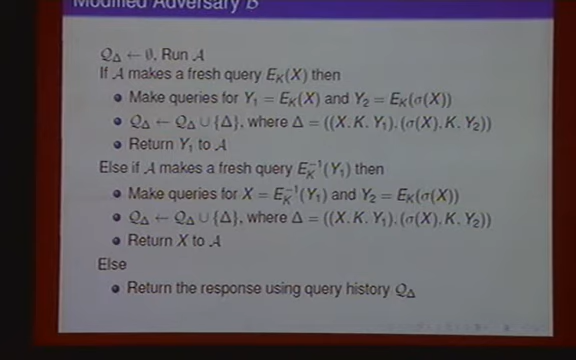 Modified Adversary B
Q_Δ ← ∅, Run A
If A makes a fresh query E_K(X) then
• Make queries for Y_1 = E_K(X) and Y_2 = E_K(σ(X))
• Q_Δ ← Q_Δ ∪ {Δ}, where Δ = ((X, K, Y_1), (σ(X), K, Y_2))
• Return Y_1 to A
Else if A makes a fresh query E_K^{-1}(Y_1) then
• Make queries for X = E_K^{-1}(Y_1) and Y_2 = E_K(σ(X))
• Q_Δ ← Q_Δ ∪ {Δ}, where Δ = ((X, K, Y_1), (σ(X), K, Y_2))
• Return X to A
Else
• Return the response using query history Q_Δ